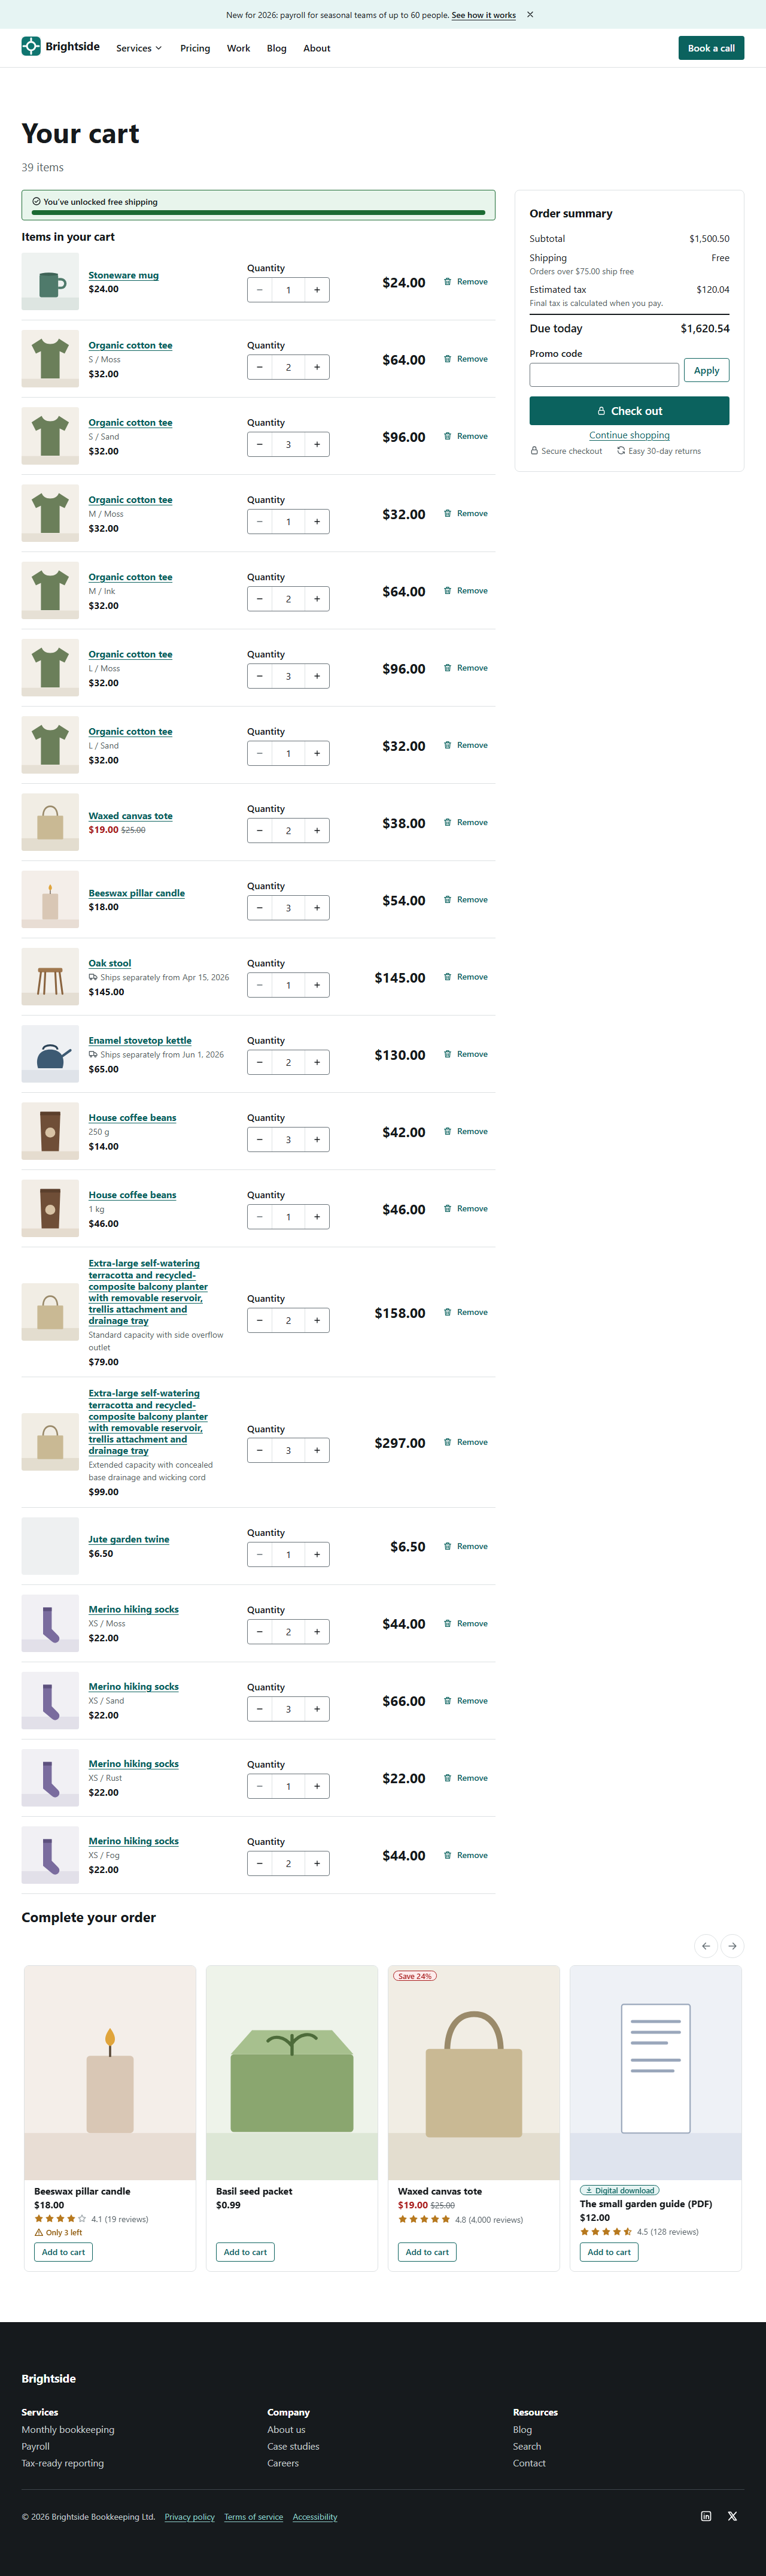 New for 2026: payroll for seasonal teams of up to 60 people. See how it works
Brightside
Services
Pricing
Work
Blog
About
Book a call
Your cart
39 items
You've unlocked free shipping
Items in your cart
Stoneware mug
$24.00
Quantity
1
$24.00
Remove
Organic cotton tee
S / Moss
$32.00
Quantity
2
$64.00
Remove
Organic cotton tee
S / Sand
$32.00
Quantity
3
$96.00
Remove
Organic cotton tee
M / Moss
$32.00
Quantity
1
$32.00
Remove
Organic cotton tee
M / Ink
$32.00
Quantity
2
$64.00
Remove
Organic cotton tee
L / Moss
$32.00
Quantity
3
$96.00
Remove
Organic cotton tee
L / Sand
$32.00
Quantity
1
$32.00
Remove
Waxed canvas tote
$19.00 $25.00
Quantity
2
$38.00
Remove
Beeswax pillar candle
$18.00
Quantity
3
$54.00
Remove
Oak stool
Ships separately from Apr 15, 2026
$145.00
Quantity
1
$145.00
Remove
Enamel stovetop kettle
Ships separately from Jun 1, 2026
$65.00
Quantity
2
$130.00
Remove
House coffee beans
250 g
$14.00
Quantity
3
$42.00
Remove
House coffee beans
1 kg
$46.00
Quantity
1
$46.00
Remove
Extra-large self-watering
terracotta and recycled-
composite balcony planter
with removable reservoir,
trellis attachment and
drainage tray
Standard capacity with side overflow
outlet
$79.00
Quantity
2
$158.00
Remove
Extra-large self-watering
terracotta and recycled-
composite balcony planter
with removable reservoir,
trellis attachment and
drainage tray
Extended capacity with concealed
base drainage and wicking cord
$99.00
Quantity
3
$297.00
Remove
Jute garden twine
$6.50
Quantity
1
$6.50
Remove
Merino hiking socks
XS / Moss
$22.00
Quantity
2
$44.00
Remove
Merino hiking socks
XS / Sand
$22.00
Quantity
3
$66.00
Remove
Merino hiking socks
XS / Rust
$22.00
Quantity
1
$22.00
Remove
Merino hiking socks
XS / Fog
$22.00
Quantity
2
$44.00
Remove
Order summary
Subtotal $1,500.50
Shipping Free
Orders over $75.00 ship free
Estimated tax $120.04
Final tax is calculated when you pay.
Due today $1,620.54
Promo code
Apply
Check out
Continue shopping
Secure checkout
Easy 30-day returns
Complete your order
Beeswax pillar candle
$18.00
4.1 (19 reviews)
Only 3 left
Add to cart
Basil seed packet
$0.99
Add to cart
Save 24%
Waxed canvas tote
$19.00 $25.00
4.8 (4,000 reviews)
Add to cart
Digital download
The small garden guide (PDF)
$12.00
4.5 (128 reviews)
Add to cart
Brightside
Services
Monthly bookkeeping
Payroll
Tax-ready reporting
Company
About us
Case studies
Careers
Resources
Blog
Search
Contact
© 2026 Brightside Bookkeeping Ltd.
Privacy policy
Terms of service
Accessibility